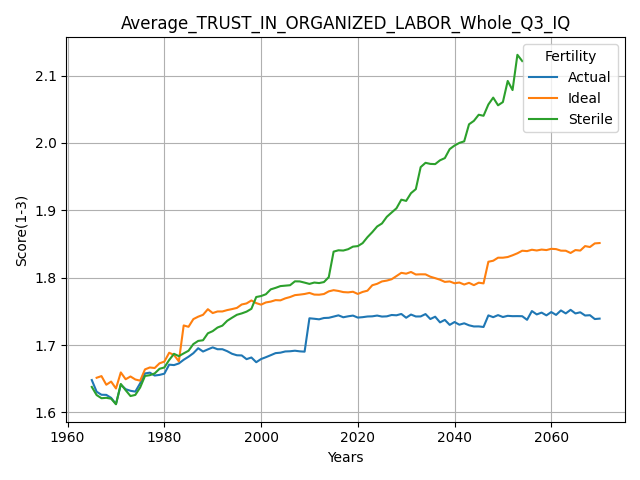 Average_TRUST_IN_ORGANIZED_LABOR_Whole_Q3_IQ
Fertility
Actual
Ideal
Sterile
Score(1-3)
2.1
2.0
1.9
1.8
1.7
1.6
1960 1980 2000 2020 2040 2060
Years